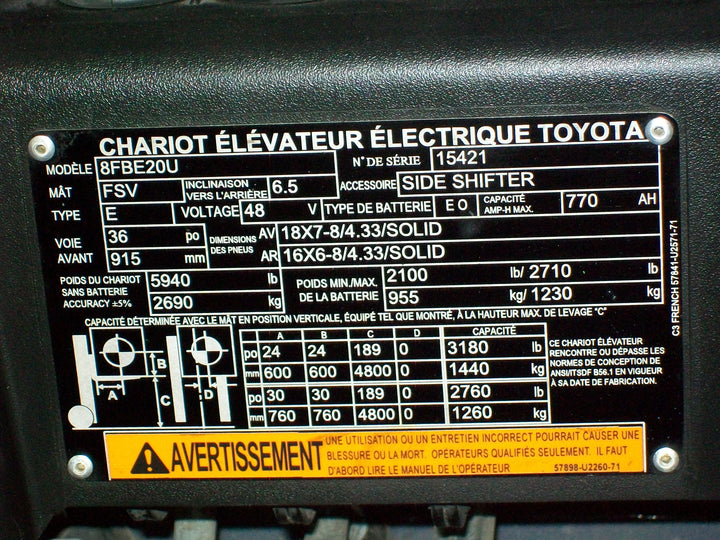 CHARIOT ÉLÉVATEUR ÉLECTRIQUE TOYOTA
MODÈLE 8FBE20U N° DE SÉRIE 15421
MÂT FSV INCLINAISON VERS L'ARRIÈRE 6.5 ACCESSOIRE SIDE SHIFTER
TYPE E VOLTAGE 48 V TYPE DE BATTERIE E O CAPACITÉ AMP-H MAX. 770 AH
VOIE AVANT 36 po DIMENSIONS DES PNEUS AV 18X7-8/4.33/SOLID
915 mm AR 16X6-8/4.33/SOLID
POIDS DU CHARIOT SANS BATTERIE ACCURACY ±5% 5940 lb POIDS MIN./MAX. DE LA BATTERIE 2100 lb/ 2710
2690 kg 955 kg/ 1230
CAPACITÉ DÉTERMINÉE AVEC LE MÂT EN POSITION VERTICALE, ÉQUIPÉ TEL QUE MONTRÉ, À LA HAUTEUR MAX. DE LEVAGE "C"
A B C D CAPACITÉ
po 24 24 189 0 3180 lb
mm 600 600 4800 0 1440 kg
po 30 30 189 0 2760 lb
mm 760 760 4800 0 1260 kg
A B C D
CE CHARIOT ÉLÉVATEUR
RENCONTRE OU DÉPASSE LES
NORMES DE CONCEPTION DE
ANSI/ITSDF B56.1 EN VIGUEUR
À SA DATE DE FABRICATION.
C3 FRENCH 57841-U2571-71
AVERTISSEMENT
UNE UTILISATION OU UN ENTRETIEN INCORRECT POURRAIT CAUSER UNE
BLESSURE OU LA MORT. OPÉRATEURS QUALIFIÉS SEULEMENT. IL FAUT
D'ABORD LIRE LE MANUEL DE L'OPÉRATEUR
57898-U2260-71